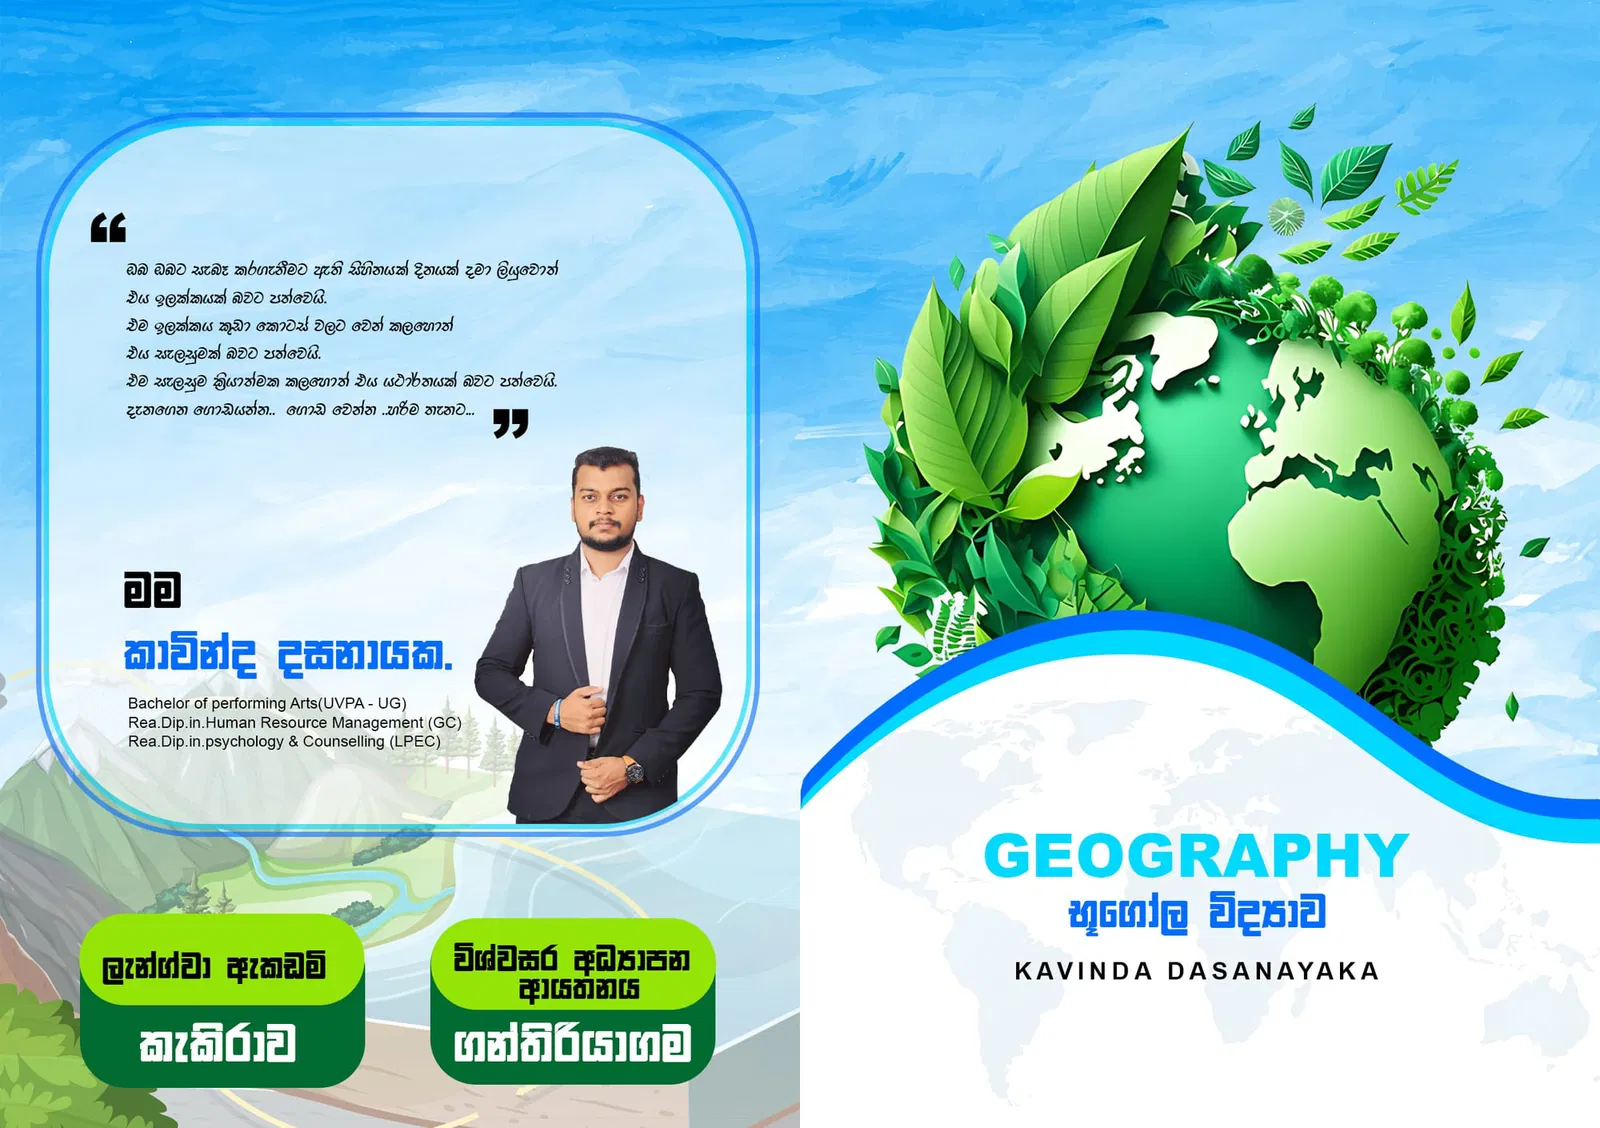 ❝
ඔබ ඔබට සැබෑ කරගැනීමට ඇති සිහිනයක් දිනයක් දමා ලියුවොත්
එය ඉලක්කයක් බවට පත්වෙයි.
එම ඉලක්කය කුඩා කොටස් වලට වෙන් කලහොත්
එය සැලසුමක් බවට පත්වෙයි.
එම සැලසුම ක්‍රියාත්මක කලහොත් එය යථාර්තයක් බවට පත්වෙයි.
දැනගෙන ගොඩයන්න.. ගොඩ වෙන්න ..හරිම තැනට...
❞
මම
කාවින්ද දසනායක.
Bachelor of performing Arts(UVPA - UG)
Rea.Dip.in.Human Resource Management (GC)
Rea.Dip.in.psychology & Counselling (LPEC)
ලැන්ග්වා ඇකඩමි
කැකිරාව
විශ්වසර අධ්‍යාපන
ආයතනය
ගන්තිරියාගම
GEOGRAPHY
භූගෝල විද්‍යාව
KAVINDA DASANAYAKA